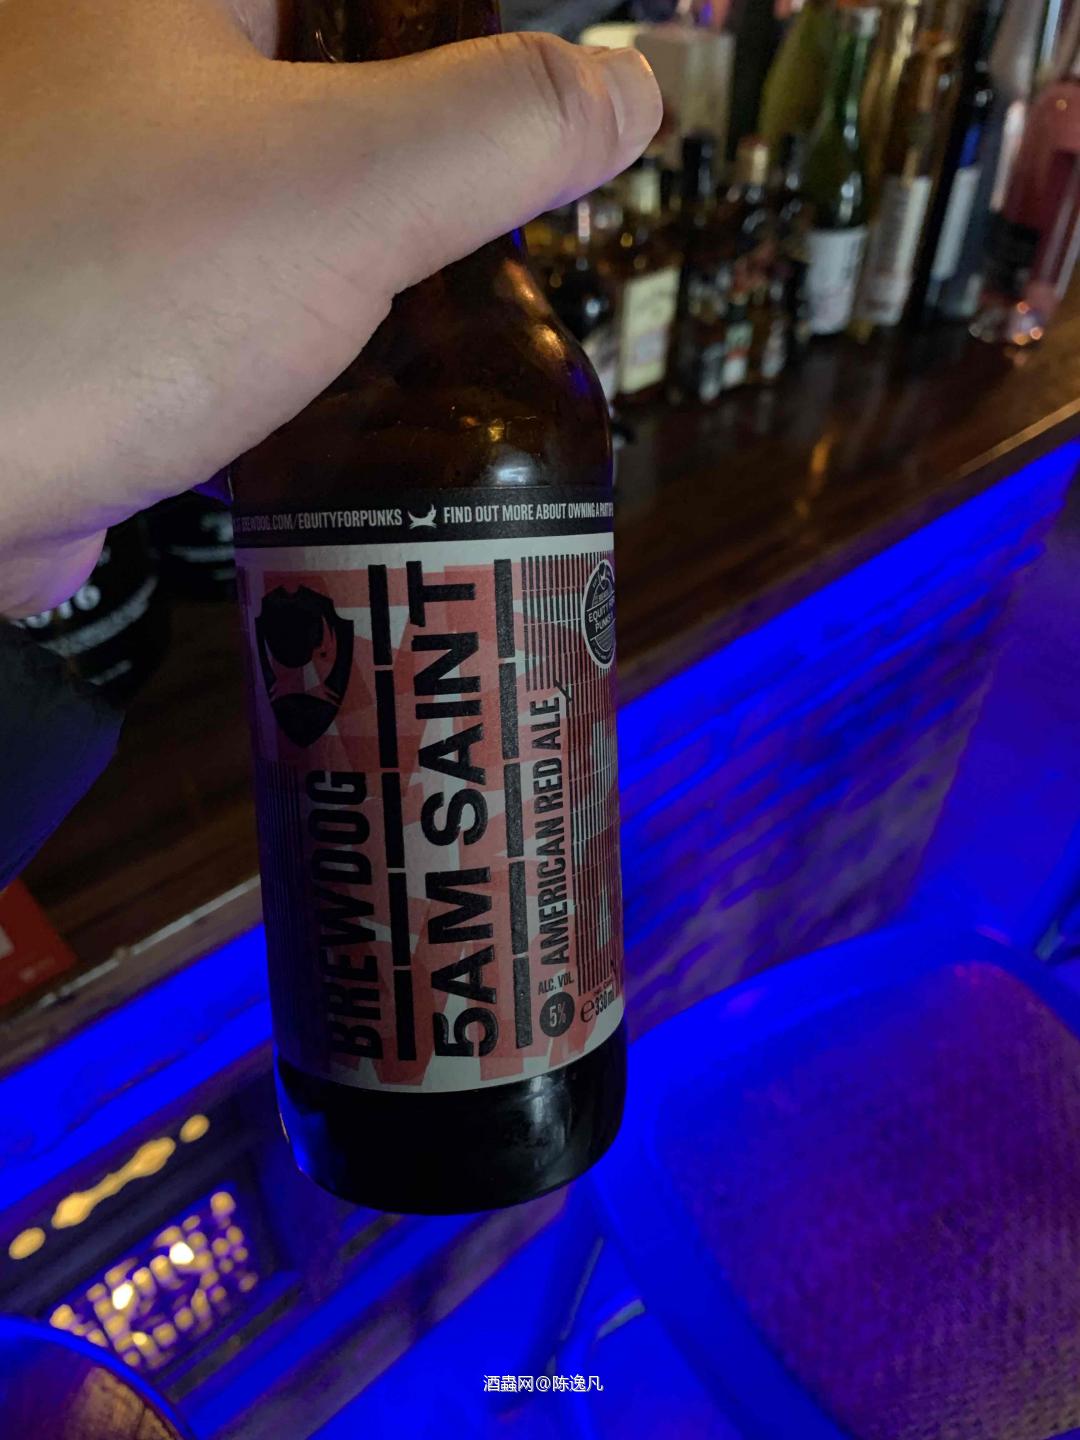 BREWDOG.COM/EQUITYFORPUNKS FIND OUT MORE ABOUT OWNING A PART
BREWDOG
5AM SAINT
AMERICAN RED ALE
ALC. VOL
5%
e330ml
EQUITY FOR
PUNKS
酒蟲网@陈逸凡